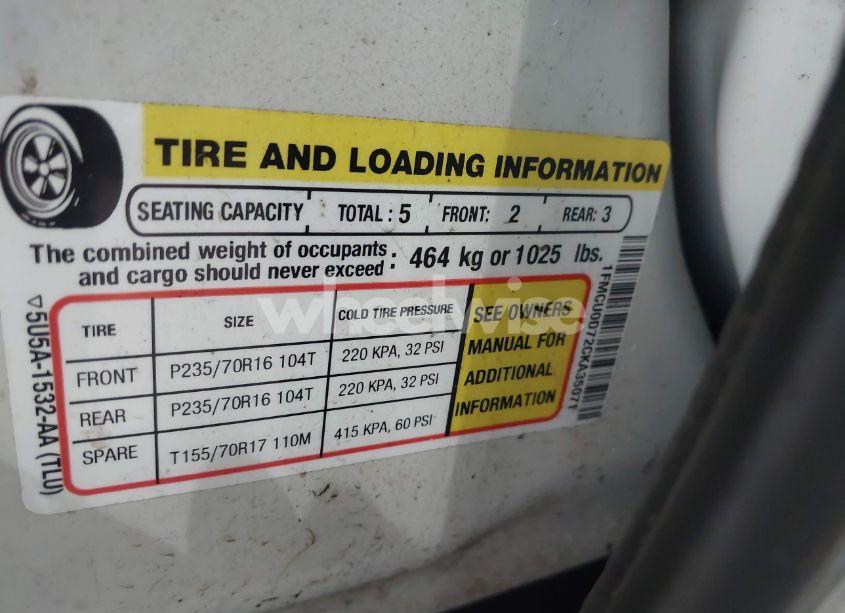 TIRE AND LOADING INFORMATION
SEATING CAPACITY TOTAL : 5 FRONT: 2 REAR: 3
The combined weight of occupants and cargo should never exceed : 464 kg or 1025 lbs.
TIRE SIZE COLD TIRE PRESSURE
FRONT P235/70R16 104T 220 KPA, 32 PSI
REAR P235/70R16 104T 220 KPA, 32 PSI
SPARE T155/70R17 110M 415 KPA, 60 PSI
SEE OWNERS
MANUAL FOR
ADDITIONAL
INFORMATION
▽5U5A-1532-AA (TLU)
1FMCU0D72CKA35071
wheelwise